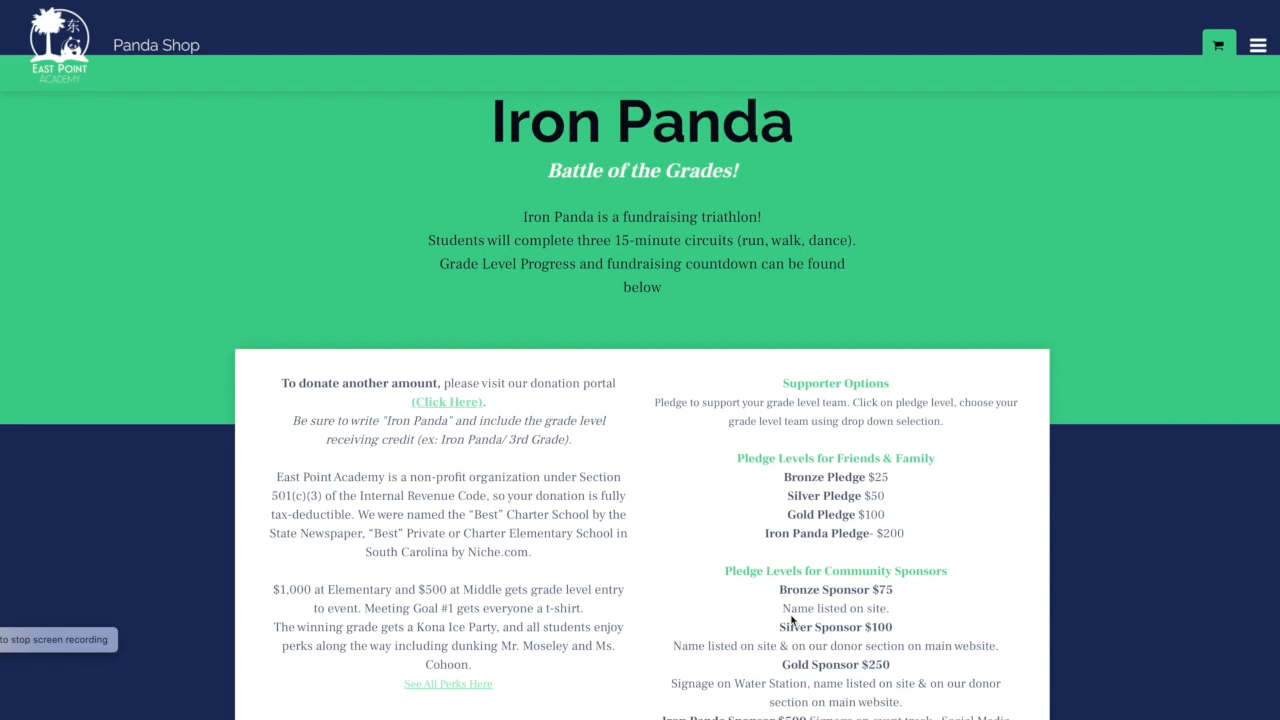 东
EAST POINT
ACADEMY
Panda Shop
Iron Panda
Battle of the Grades!
Iron Panda is a fundraising triathlon!
Students will complete three 15-minute circuits (run, walk, dance).
Grade Level Progress and fundraising countdown can be found
below
To donate another amount, please visit our donation portal
(Click Here).
Be sure to write "Iron Panda" and include the grade level
receiving credit (ex: Iron Panda/ 3rd Grade).
East Point Academy is a non-profit organization under Section
501(c)(3) of the Internal Revenue Code, so your donation is fully
tax-deductible. We were named the “Best” Charter School by the
State Newspaper, “Best” Private or Charter Elementary School in
South Carolina by Niche.com.
$1,000 at Elementary and $500 at Middle gets grade level entry
to event. Meeting Goal #1 gets everyone a t-shirt.
The winning grade gets a Kona Ice Party, and all students enjoy
perks along the way including dunking Mr. Moseley and Ms.
Cohoon.
See All Perks Here
Supporter Options
Pledge to support your grade level team. Click on pledge level, choose your
grade level team using drop down selection.
Pledge Levels for Friends & Family
Bronze Pledge $25
Silver Pledge $50
Gold Pledge $100
Iron Panda Pledge- $200
Pledge Levels for Community Sponsors
Bronze Sponsor $75
Name listed on site.
Silver Sponsor $100
Name listed on site & on our donor section on main website.
Gold Sponsor $250
Signage on Water Station, name listed on site & on our donor
section on main website.
Iron Panda Sponsor $500 Signage on event track, Social Media
to stop screen recording